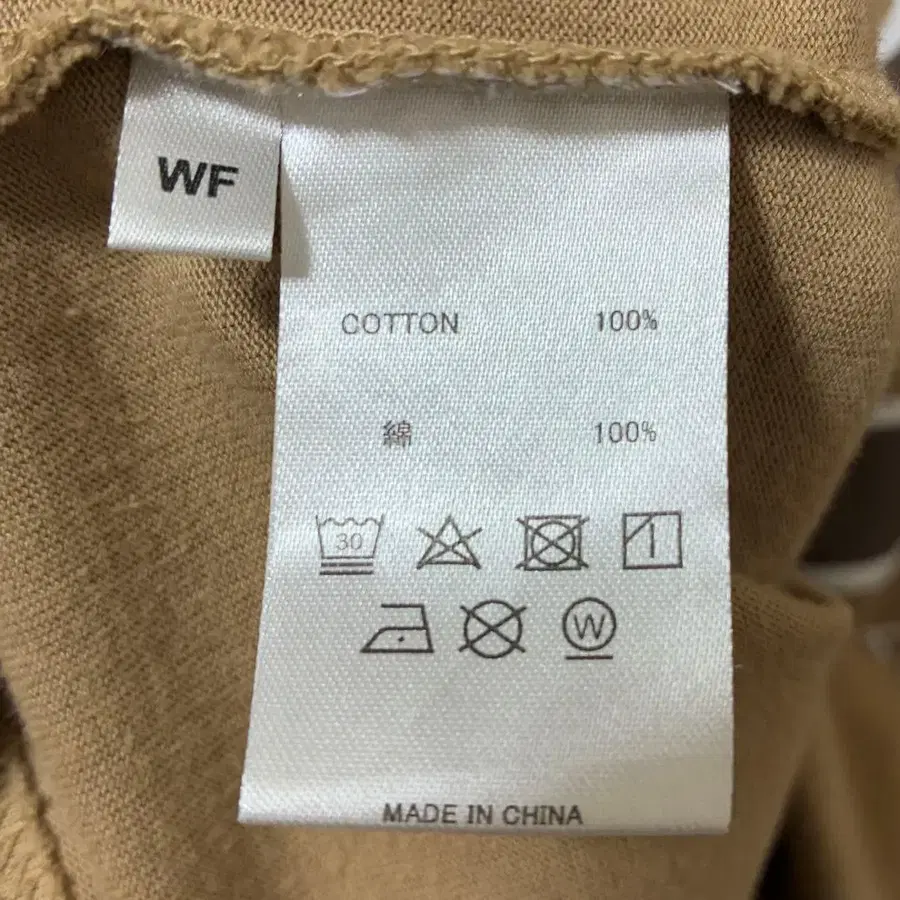 WF
COTTON 100%
綿 100%
30
W
MADE IN CHINA